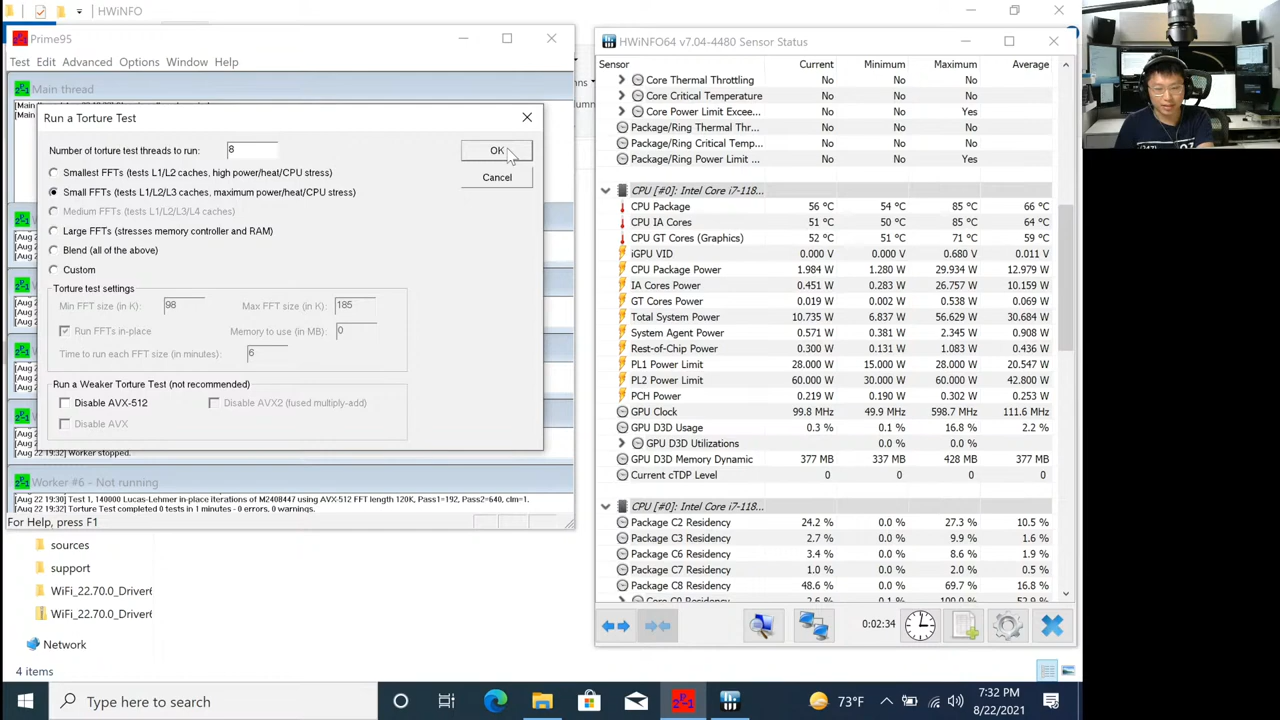 HWiNFO
Prime95
Test Edit Advanced Options Window Help
Main thread
[Main
[Main
Run a Torture Test
Number of torture test threads to run: 8
OK
Smallest FFTs (tests L1/L2 caches, high power/heat/CPU stress)
Cancel
Small FFTs (tests L1/L2/L3 caches, maximum power/heat/CPU stress)
Medium FFTs (tests L1/L2/L3/L4 caches)
Large FFTs (stresses memory controller and RAM)
Blend (all of the above)
Custom
Torture test settings
Min FFT size (in K): 98 Max FFT size (in K): 185
Run FFTs in-place Memory to use (in MB): 0
Time to run each FFT size (in minutes): 6
Run a Weaker Torture Test (not recommended)
Disable AVX-512 Disable AVX2 (fused multiply-add)
Disable AVX
[Aug 22 19:32] Worker stopped.
Worker #6 - Not running
[Aug 22 19:30] Test 1, 140000 Lucas-Lehmer in-place iterations of M2408447 using AVX-512 FFT length 120K, Pass1=192, Pass2=640, clm=1.
[Aug 22 19:32] Torture Test completed 0 tests in 1 minutes - 0 errors, 0 warnings.
For Help, press F1
sources
support
WiFi_22.70.0_Driver6
WiFi_22.70.0_Driver6
Network
4 items
HWiNFO64 v7.04-4480 Sensor Status
Sensor Current Minimum Maximum Average
Core Thermal Throttling No No No
Core Critical Temperature No No No
Core Power Limit Excee... No No Yes
Package/Ring Thermal Thr... No No No
Package/Ring Critical Temp... No No No
Package/Ring Power Limit ... No No Yes
CPU [#0]: Intel Core i7-118...
CPU Package 56 °C 54 °C 85 °C 66 °C
CPU IA Cores 51 °C 50 °C 85 °C 64 °C
CPU GT Cores (Graphics) 52 °C 51 °C 71 °C 59 °C
iGPU VID 0.000 V 0.000 V 0.680 V 0.011 V
CPU Package Power 1.984 W 1.280 W 29.934 W 12.979 W
IA Cores Power 0.451 W 0.383 W 26.757 W 10.159 W
GT Cores Power 0.019 W 0.002 W 0.538 W 0.069 W
Total System Power 10.735 W 6.837 W 56.629 W 30.684 W
System Agent Power 0.571 W 0.381 W 2.345 W 0.908 W
Rest-of-Chip Power 0.300 W 0.131 W 1.083 W 0.436 W
PL1 Power Limit 28.000 W 15.000 W 28.000 W 20.547 W
PL2 Power Limit 60.000 W 30.000 W 60.000 W 42.800 W
PCH Power 0.219 W 0.190 W 0.302 W 0.253 W
GPU Clock 99.8 MHz 49.9 MHz 598.7 MHz 111.6 MHz
GPU D3D Usage 0.3 % 0.1 % 16.8 % 2.2 %
GPU D3D Utilizations 0.0 % 0.0 %
GPU D3D Memory Dynamic 377 MB 337 MB 428 MB 377 MB
Current cTDP Level 0 0 0 0
CPU [#0]: Intel Core i7-118...
Package C2 Residency 24.2 % 0.0 % 27.3 % 10.5 %
Package C3 Residency 2.7 % 0.0 % 9.9 % 1.6 %
Package C6 Residency 3.4 % 0.0 % 8.6 % 1.9 %
Package C7 Residency 1.0 % 0.0 % 2.0 % 0.5 %
Package C8 Residency 48.6 % 0.0 % 69.7 % 16.8 %
Core C0 Residency 2.6 % 0.1 % 100.0 % 52.9 %
0:02:34
Type here to search
73°F
7:32 PM
8/22/2021